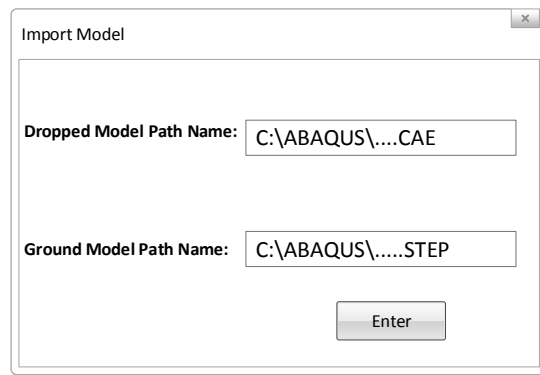 Import Model
Dropped Model Path Name: C:\ABAQUS\....CAE
Ground Model Path Name: C:\ABAQUS\.....STEP
Enter